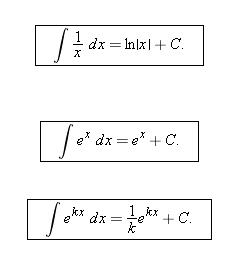 ∫ 1/x dx = ln|x| + C.
∫ e^x dx = e^x + C.
∫ e^{kx} dx = 1/k e^{kx} + C.